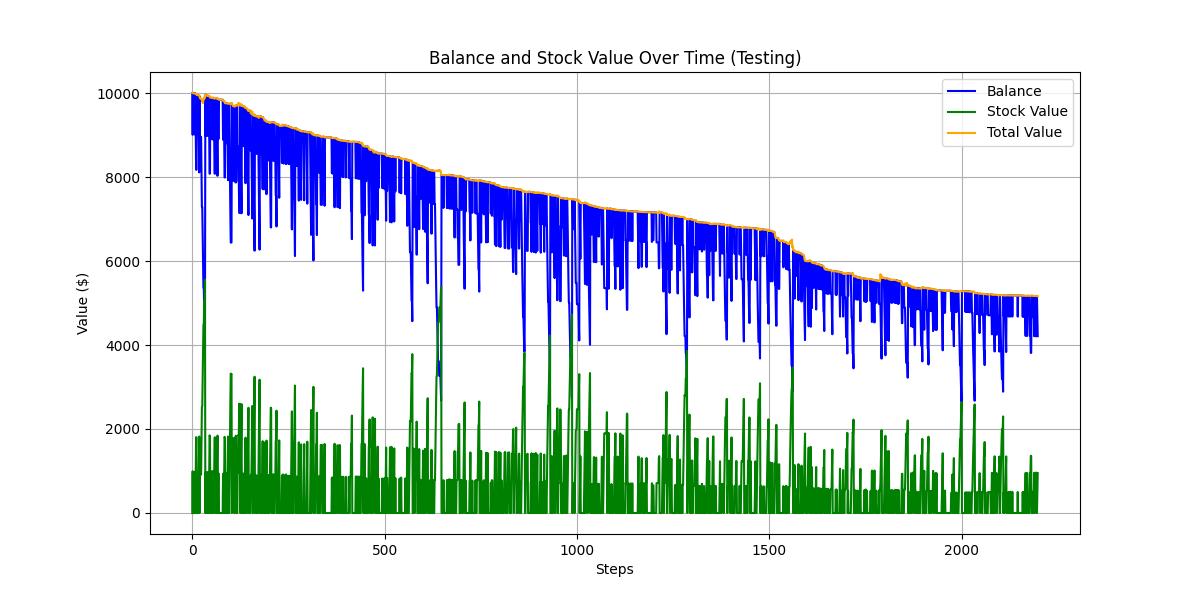 Balance and Stock Value Over Time (Testing)
Balance
Stock Value
Total Value
Value ($)
10000
8000
6000
4000
2000
0
0 500 1000 1500 2000
Steps